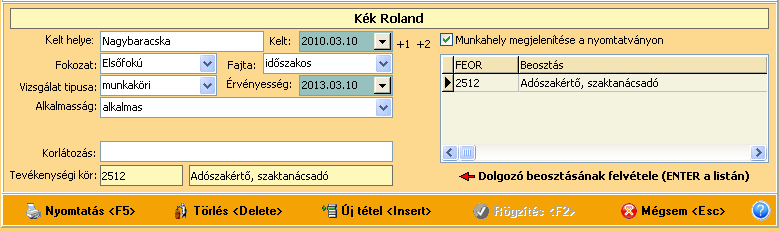 Kék Roland
Kelt helye: Nagybaracska Kelt: 2010.03.10 +1 +2
Fokozat: Elsőfokú Fajta: időszakos
Vizsgálat tipusa: munkaköri Érvényesség: 2013.03.10
Alkalmasság: alkalmas
Korlátozás:
Tevékenységi kör: 2512 Adószakértő, szaktanácsadó
Munkahely megjelenítése a nyomtatványon
FEOR Beosztás
2512 Adószakértő, szaktanácsadó
Dolgozó beosztásának felvétele (ENTER a listán)
Nyomtatás <F5> Törlés <Delete> Új tétel <Insert> Rögzítés <F2> Mégsem <Esc> ?